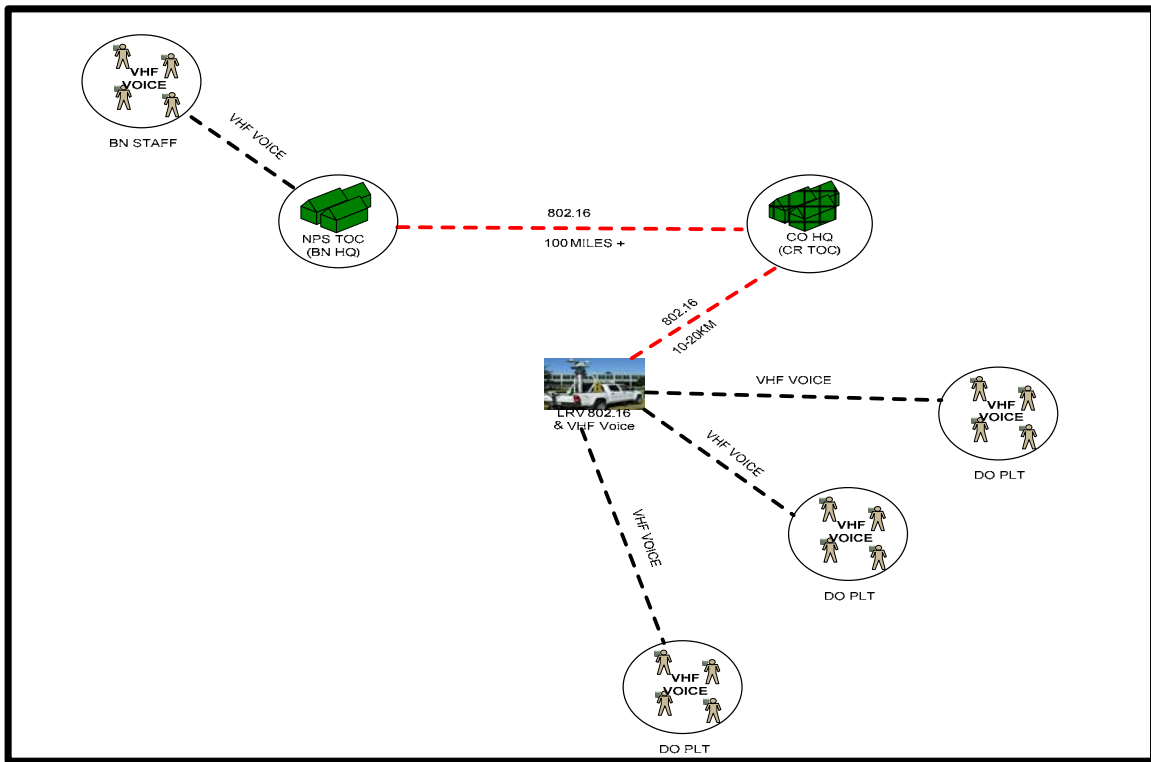 VHF
VOICE
BN STAFF
VHF VOICE
NPS TOC
(BN HQ)
802.16
100 MILES +
CO HQ
(CR TOC)
802.16
10-20KM
LRV 802.16
& VHF Voice
VHF VOICE
VHF
VOICE
DO PLT
VHF VOICE
VHF
VOICE
DO PLT
VHF VOICE
VHF
VOICE
DO PLT